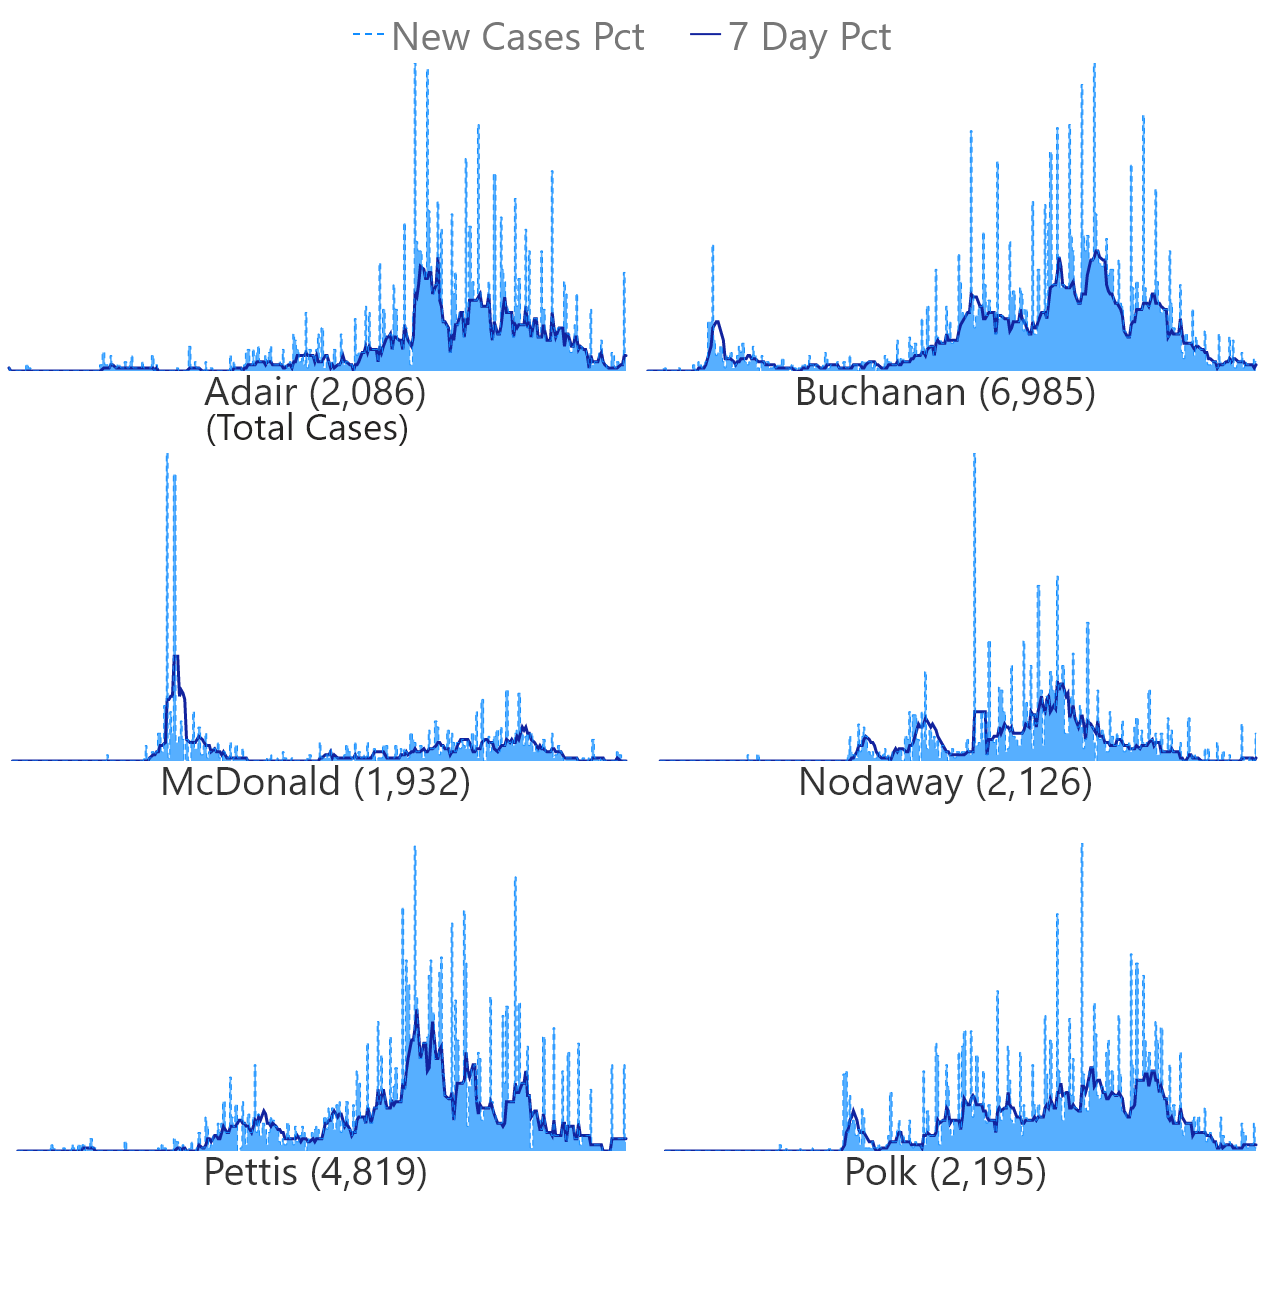 New Cases Pct 7 Day Pct
Adair (2,086) Buchanan (6,985)
(Total Cases)
McDonald (1,932) Nodaway (2,126)
Pettis (4,819) Polk (2,195)